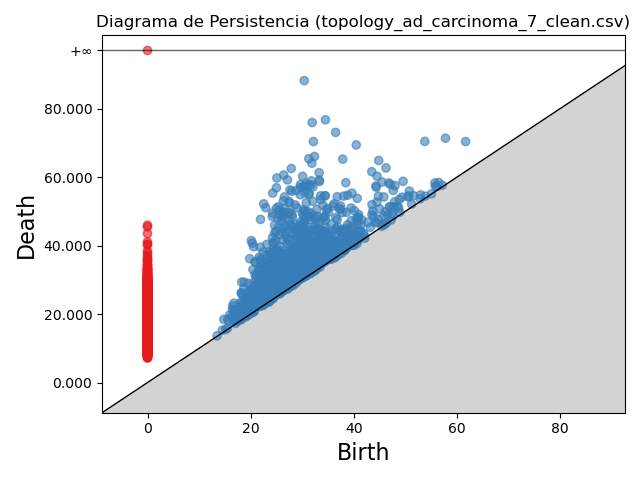 Diagrama de Persistencia (topology_ad_carcinoma_7_clean.csv)
+∞
80.000
60.000
40.000
20.000
0.000
Death
0 20 40 60 80
Birth